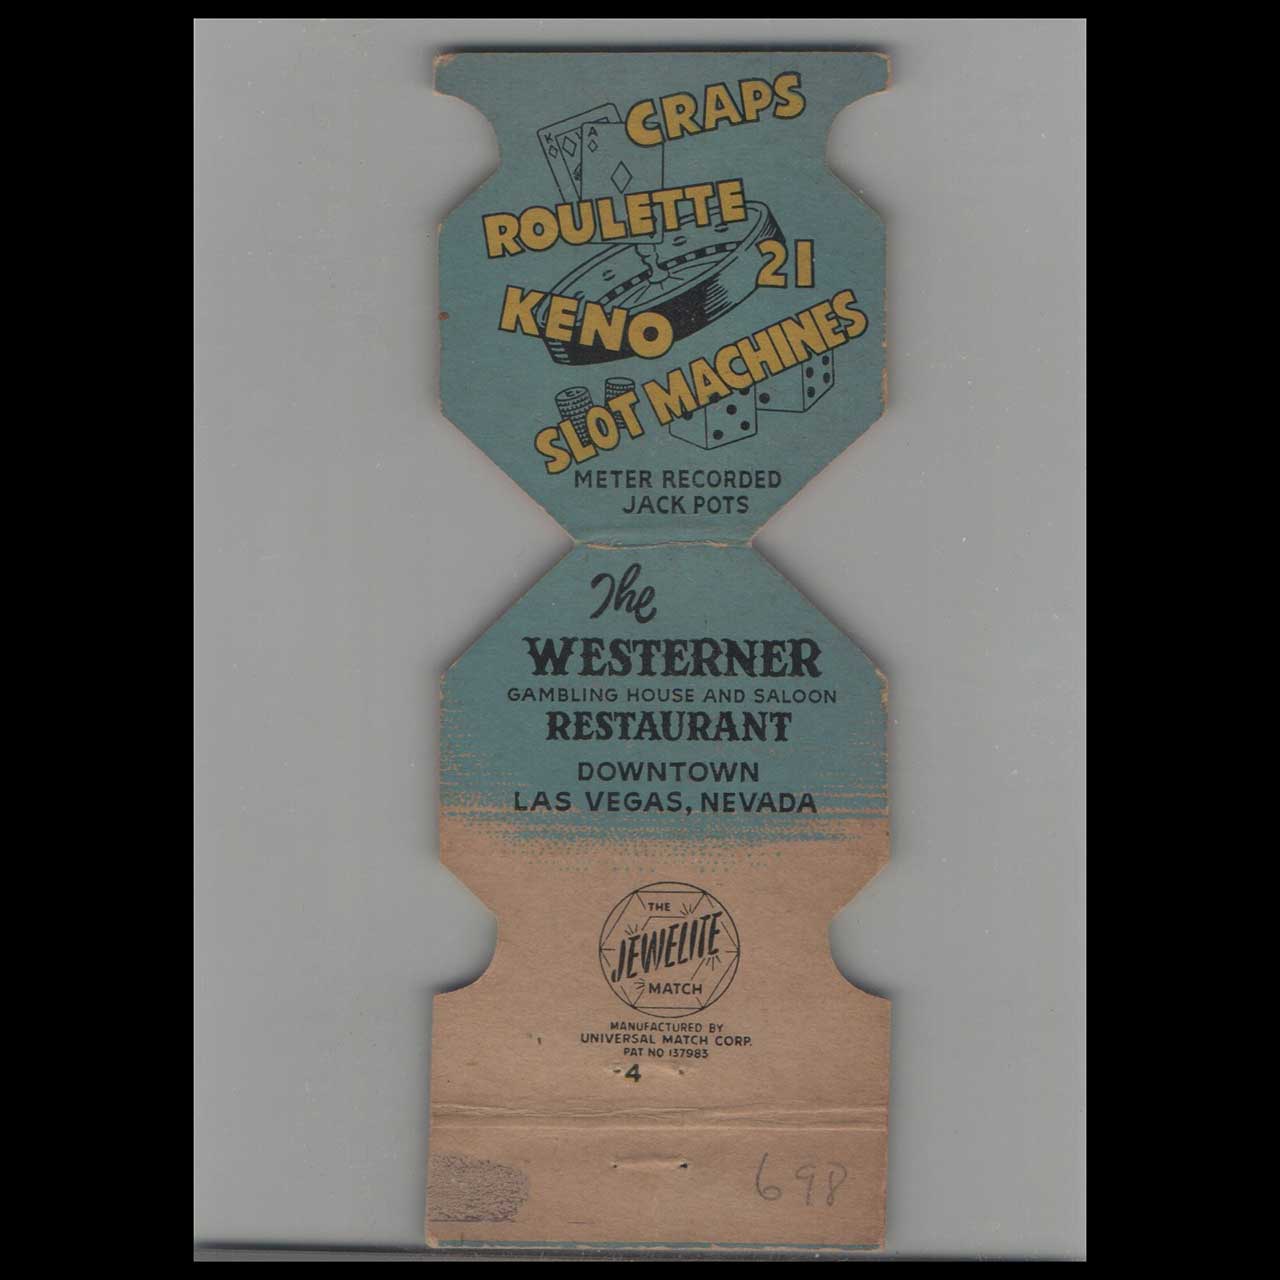 K
A
CRAPS
ROULETTE
21
KENO
SLOT MACHINES
METER RECORDED
JACK POTS
The
WESTERNER
GAMBLING HOUSE AND SALOON
RESTAURANT
DOWNTOWN
LAS VEGAS, NEVADA
THE
JEWELITE
MATCH
MANUFACTURED BY
UNIVERSAL MATCH CORP.
PAT NO 137983
4
698